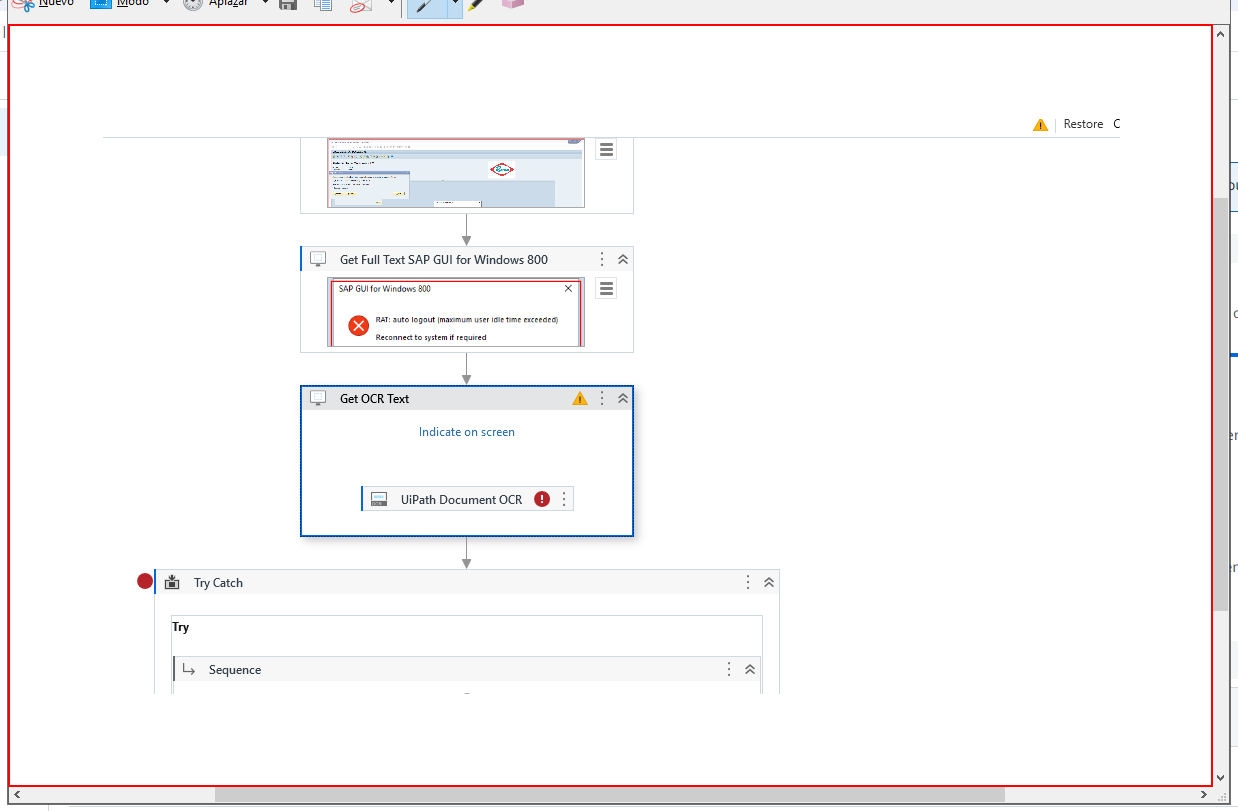 Nuevo Modo Aplazar
Restore C
Get Full Text SAP GUI for Windows 800
SAP GUI for Windows 800
RAT: auto logout (maximum user idle time exceeded)
Reconnect to system if required
Get OCR Text
Indicate on screen
UiPath Document OCR
Try Catch
Try
Sequence